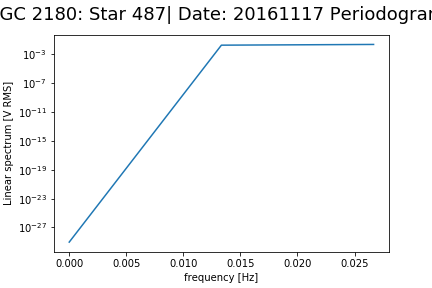 GC 2180: Star 487| Date: 20161117 Periodogra
Linear spectrum [V RMS]
10^-3
10^-7
10^-11
10^-15
10^-19
10^-23
10^-27
0.000 0.005 0.010 0.015 0.020 0.025
frequency [Hz]